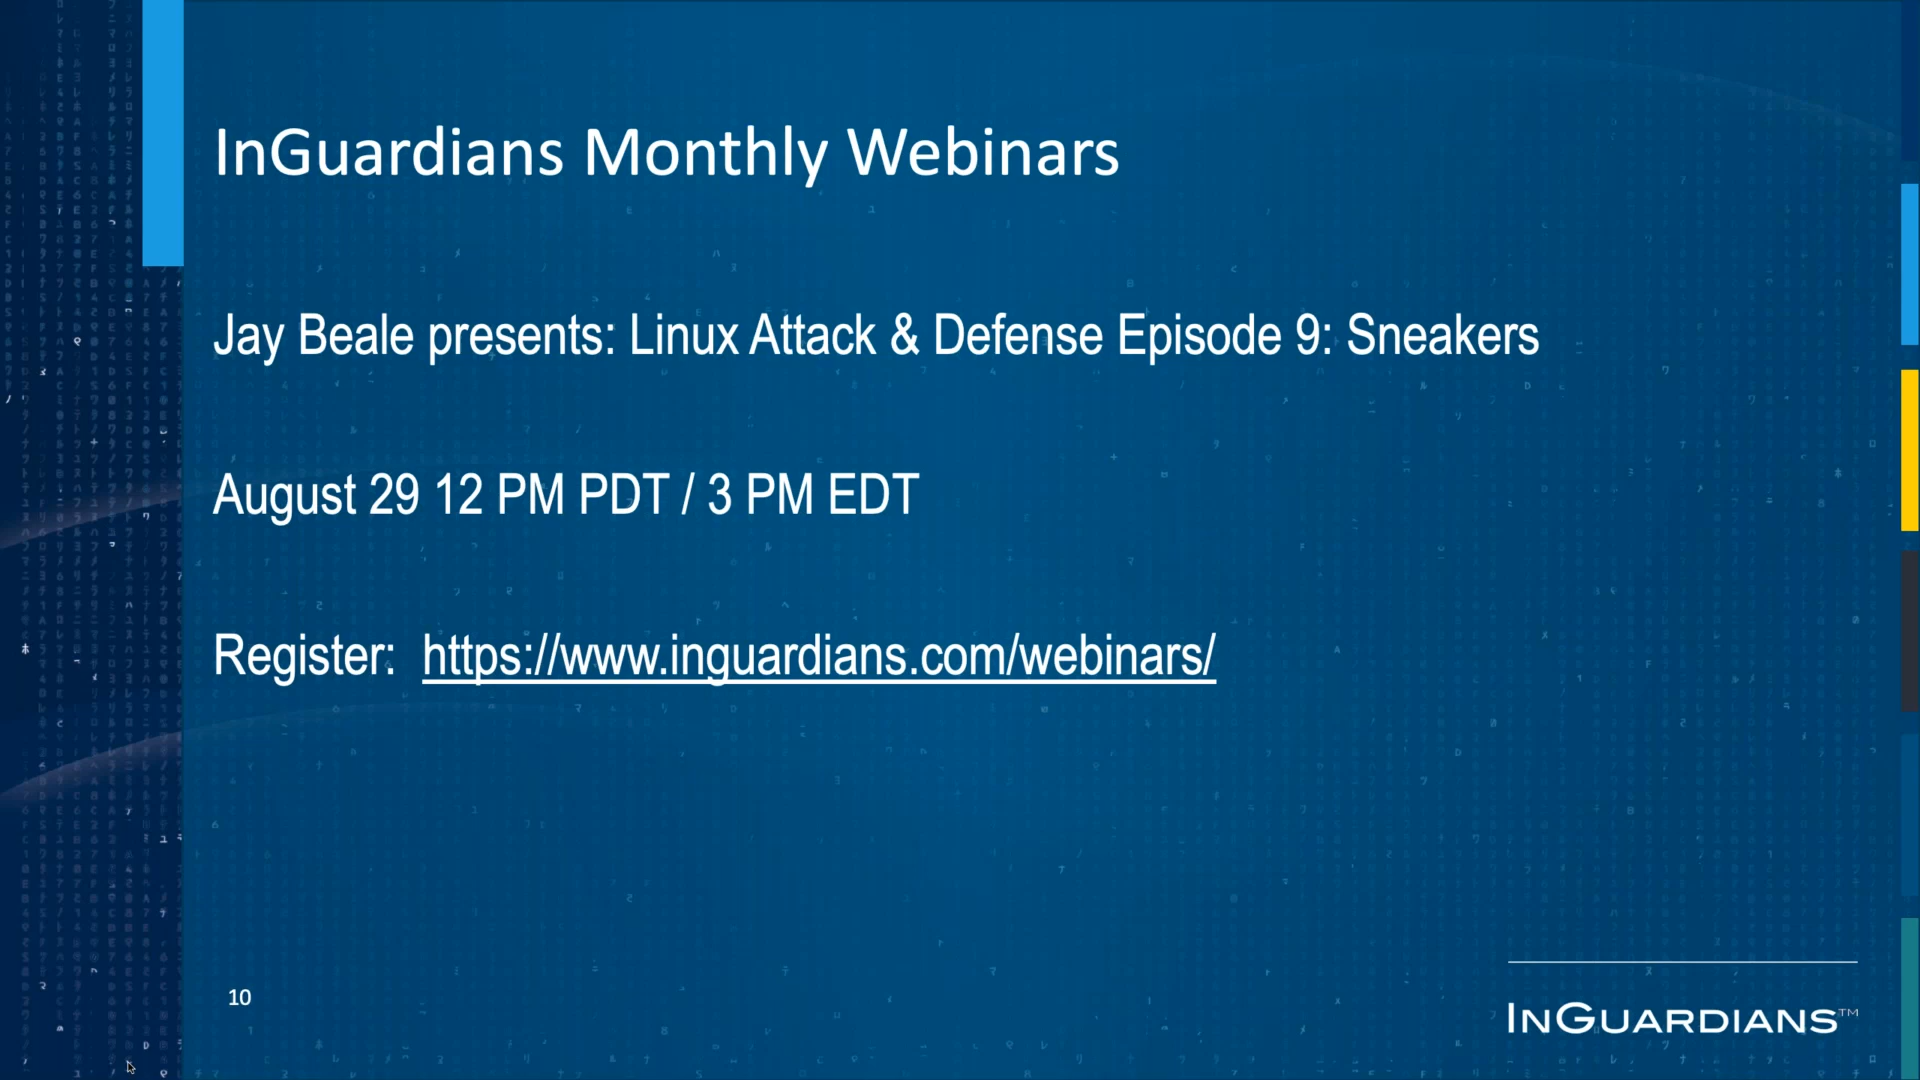 InGuardians Monthly Webinars
Jay Beale presents: Linux Attack & Defense Episode 9: Sneakers
August 29 12 PM PDT / 3 PM EDT
Register: https://www.inguardians.com/webinars/
10
INGUARDIANS™